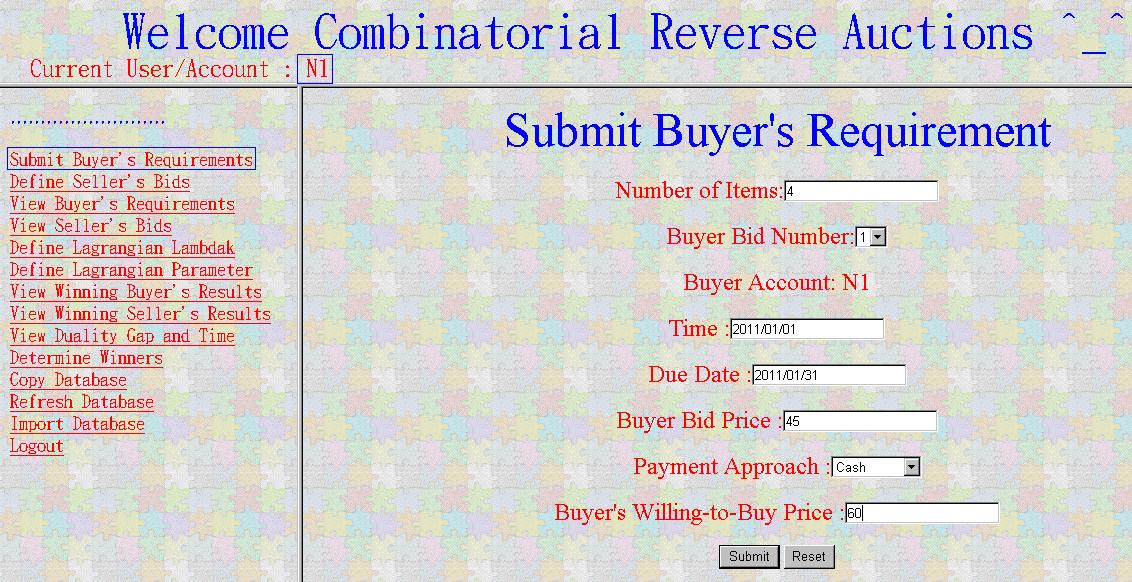 Welcome Combinatorial Reverse Auctions ^_^
Current User/Account : N1
,,,,,,,,,,,,,,,,,,,,,,,,,,
Submit Buyer's Requirements
Define Seller's Bids
View Buyer's Requirements
View Seller's Bids
Define Lagrangian Lambdak
Define Lagrangian Parameter
View Winning Buyer's Results
View Winning Seller's Results
View Duality Gap and Time
Determine Winners
Copy Database
Refresh Database
Import Database
Logout
Submit Buyer's Requirement
Number of Items:4
Buyer Bid Number:1
Buyer Account: N1
Time :2011/01/01
Due Date :2011/01/31
Buyer Bid Price :45
Payment Approach :Cash
Buyer's Willing-to-Buy Price :60
Submit Reset